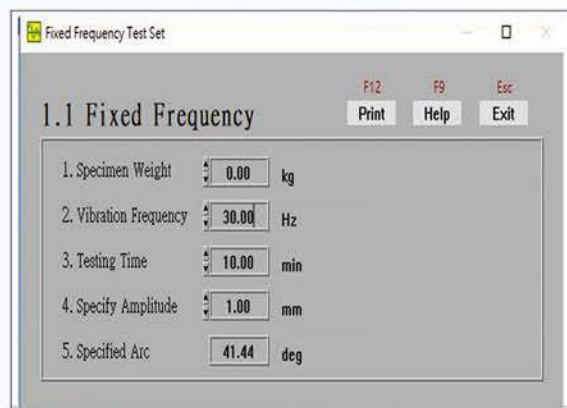 Fixed Frequency Test Set
F12 F9 Esc
1.1 Fixed Frequency Print Help Exit
1. Specimen Weight 0.00 kg
2. Vibration Frequency 30.00 Hz
3. Testing Time 10.00 min
4. Specify Amplitude 1.00 mm
5. Specified Arc 41.44 deg